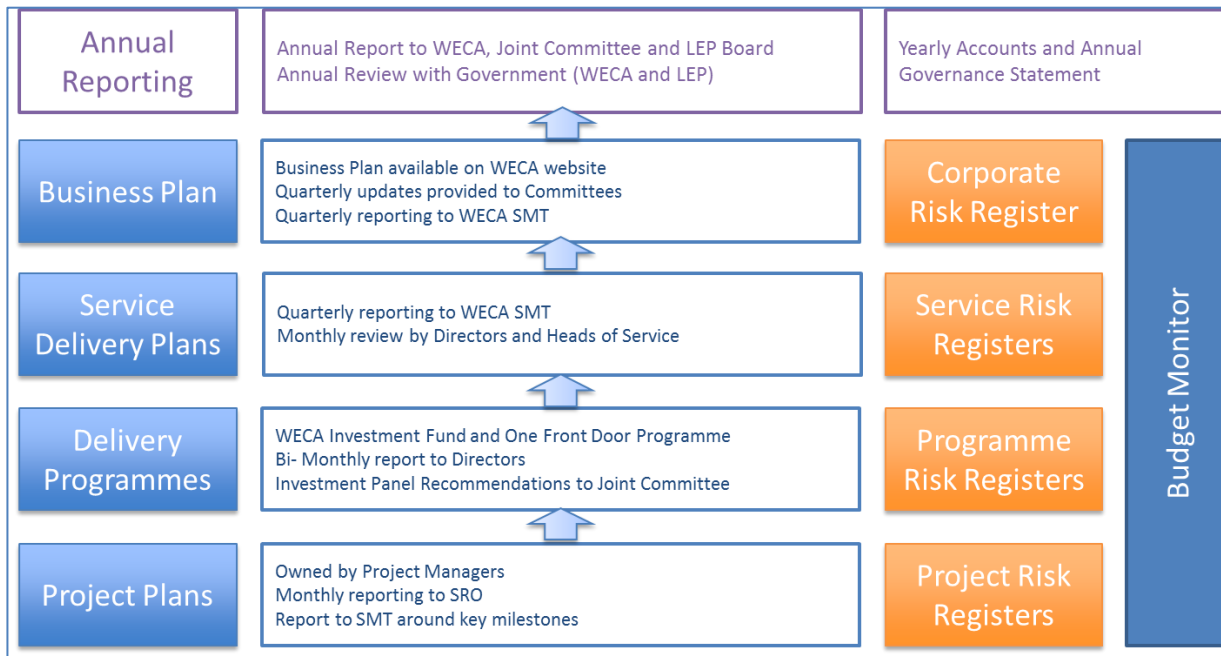 Annual
Reporting
Annual Report to WECA, Joint Committee and LEP Board
Annual Review with Government (WECA and LEP)
Yearly Accounts and Annual
Governance Statement
Business Plan
Business Plan available on WECA website
Quarterly updates provided to Committees
Quarterly reporting to WECA SMT
Corporate
Risk Register
Service
Delivery Plans
Quarterly reporting to WECA SMT
Monthly review by Directors and Heads of Service
Service Risk
Registers
Delivery
Programmes
WECA Investment Fund and One Front Door Programme
Bi- Monthly report to Directors
Investment Panel Recommendations to Joint Committee
Programme
Risk Registers
Project Plans
Owned by Project Managers
Monthly reporting to SRO
Report to SMT around key milestones
Project Risk
Registers
Budget Monitor